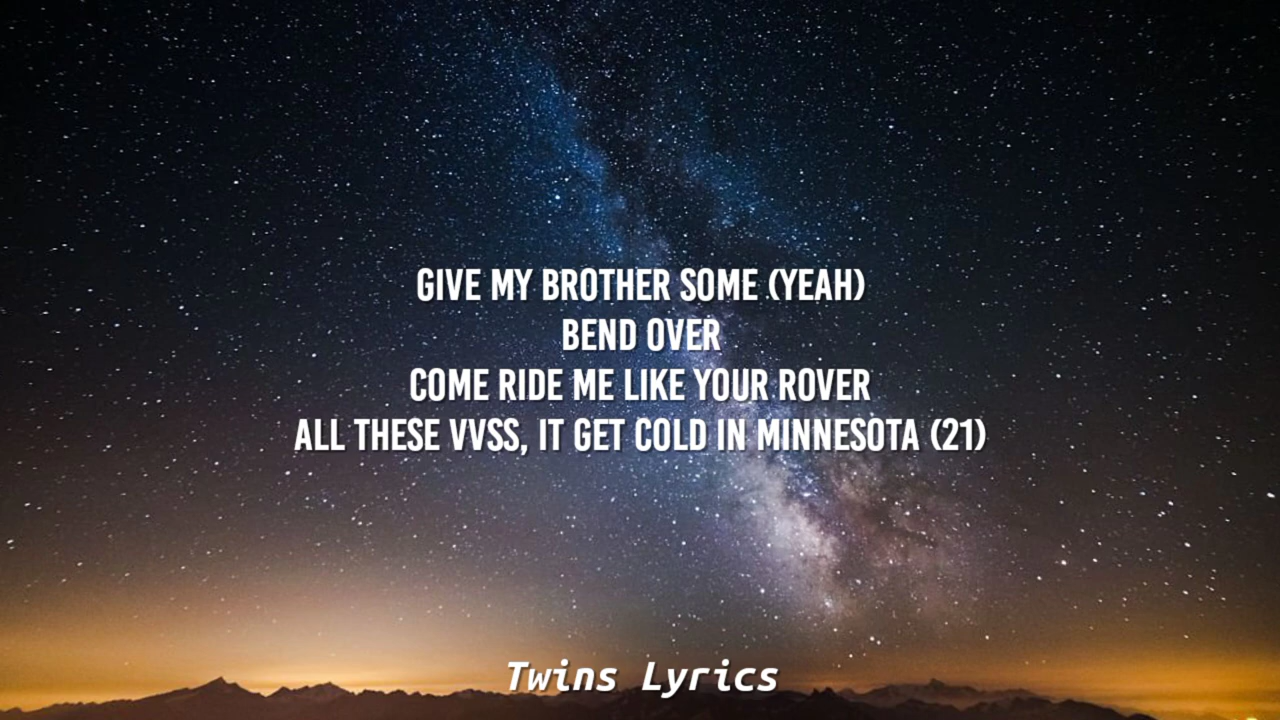 GIVE MY BROTHER SOME (YEAH)
BEND OVER
COME RIDE ME LIKE YOUR ROVER
ALL THESE VVSS, IT GET COLD IN MINNESOTA (21)
Twins Lyrics